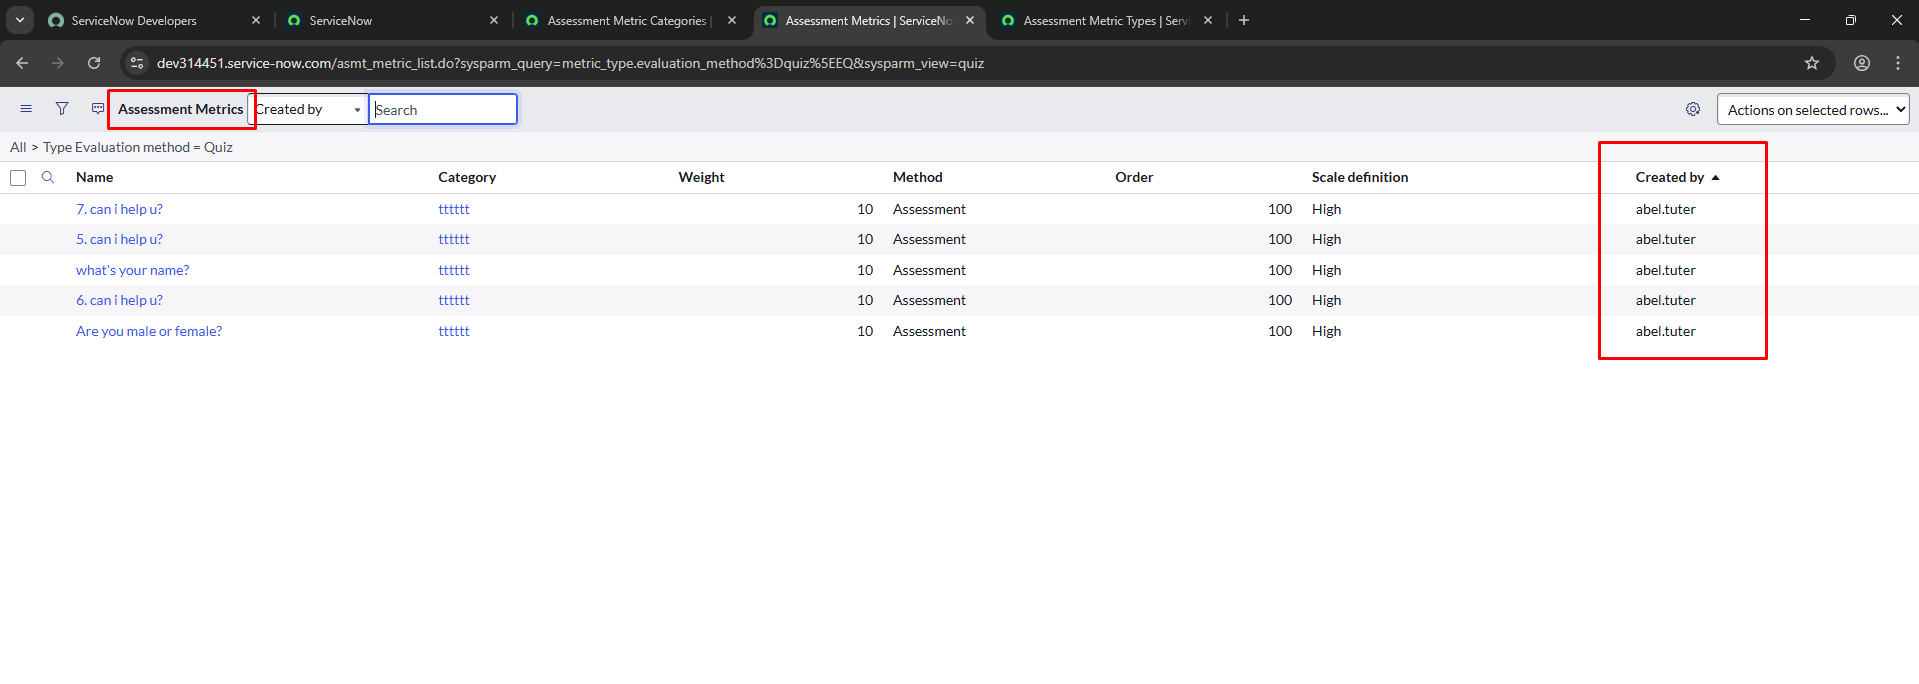 ServiceNow Developers
ServiceNow
Assessment Metric Categories |
Assessment Metrics | ServiceNo
Assessment Metric Types | Serv
dev314451.service-now.com/asmt_metric_list.do?sysparm_query=metric_type.evaluation_method%3Dquiz%5EEQ&sysparm_view=quiz
Assessment Metrics Created by Search Actions on selected rows...
All > Type Evaluation method = Quiz
Name Category Weight Method Order Scale definition Created by
7. can i help u? tttttt 10 Assessment 100 High abel.tuter
5. can i help u? tttttt 10 Assessment 100 High abel.tuter
what's your name? tttttt 10 Assessment 100 High abel.tuter
6. can i help u? tttttt 10 Assessment 100 High abel.tuter
Are you male or female? tttttt 10 Assessment 100 High abel.tuter